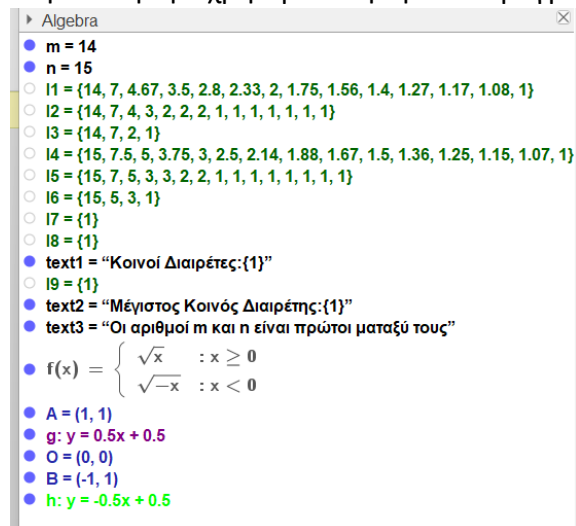 Algebra
m = 14
n = 15
l1 = {14, 7, 4.67, 3.5, 2.8, 2.33, 2, 1.75, 1.56, 1.4, 1.27, 1.17, 1.08, 1}
l2 = {14, 7, 4, 3, 2, 2, 2, 1, 1, 1, 1, 1, 1, 1}
l3 = {14, 7, 2, 1}
l4 = {15, 7.5, 5, 3.75, 3, 2.5, 2.14, 1.88, 1.67, 1.5, 1.36, 1.25, 1.15, 1.07, 1}
l5 = {15, 7, 5, 3, 3, 2, 2, 1, 1, 1, 1, 1, 1, 1, 1}
l6 = {15, 5, 3, 1}
l7 = {1}
l8 = {1}
text1 = “Κοινοί Διαιρέτες:{1}”
l9 = {1}
text2 = “Μέγιστος Κοινός Διαιρέτης:{1}”
text3 = “Οι αριθμοί m και n είναι πρώτοι ματαξύ τους”
f(x) = { √x : x ≥ 0
√−x : x < 0
A = (1, 1)
g: y = 0.5x + 0.5
O = (0, 0)
B = (-1, 1)
h: y = -0.5x + 0.5